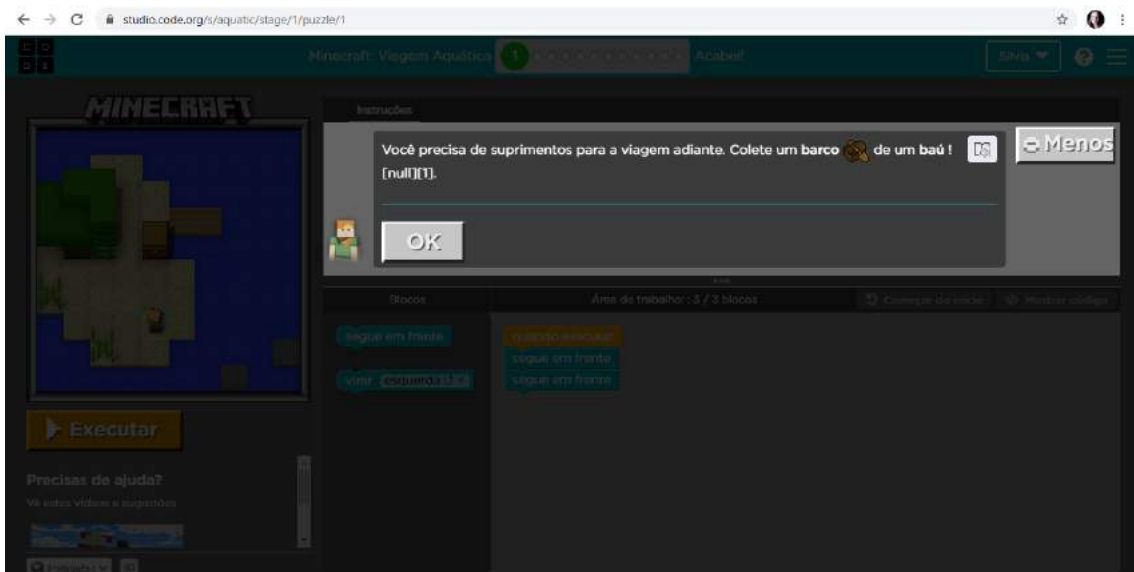 studio.code.org/s/aquatic/stage/1/puzzle/1
Minecraft: Viagem Aquática 1 Acabei!
Silva
MINECRAFT
Instruções
Você precisa de suprimentos para a viagem adiante. Colete um barco de um baú !
[null][1].
Menos
OK
Blocos
Área de trabalho : 3 / 3 blocos
Começar do início
Mostrar código
segue em frente
virar esquerda
quando executar
segue em frente
segue em frente
Executar
Precisas de ajuda?
Vê estes vídeos e sugestões